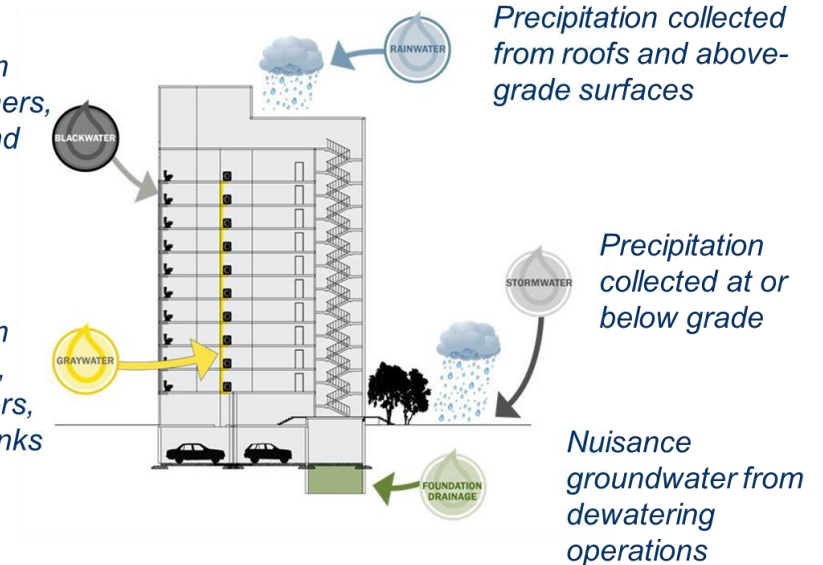 RAINWATER
Precipitation collected
from roofs and above-
grade surfaces
BLACKWATER
nd
Precipitation
collected at or
below grade
STORMWATER
GRAYWATER
Nuisance
groundwater from
dewatering
operations
FOUNDATION
DRAINAGE